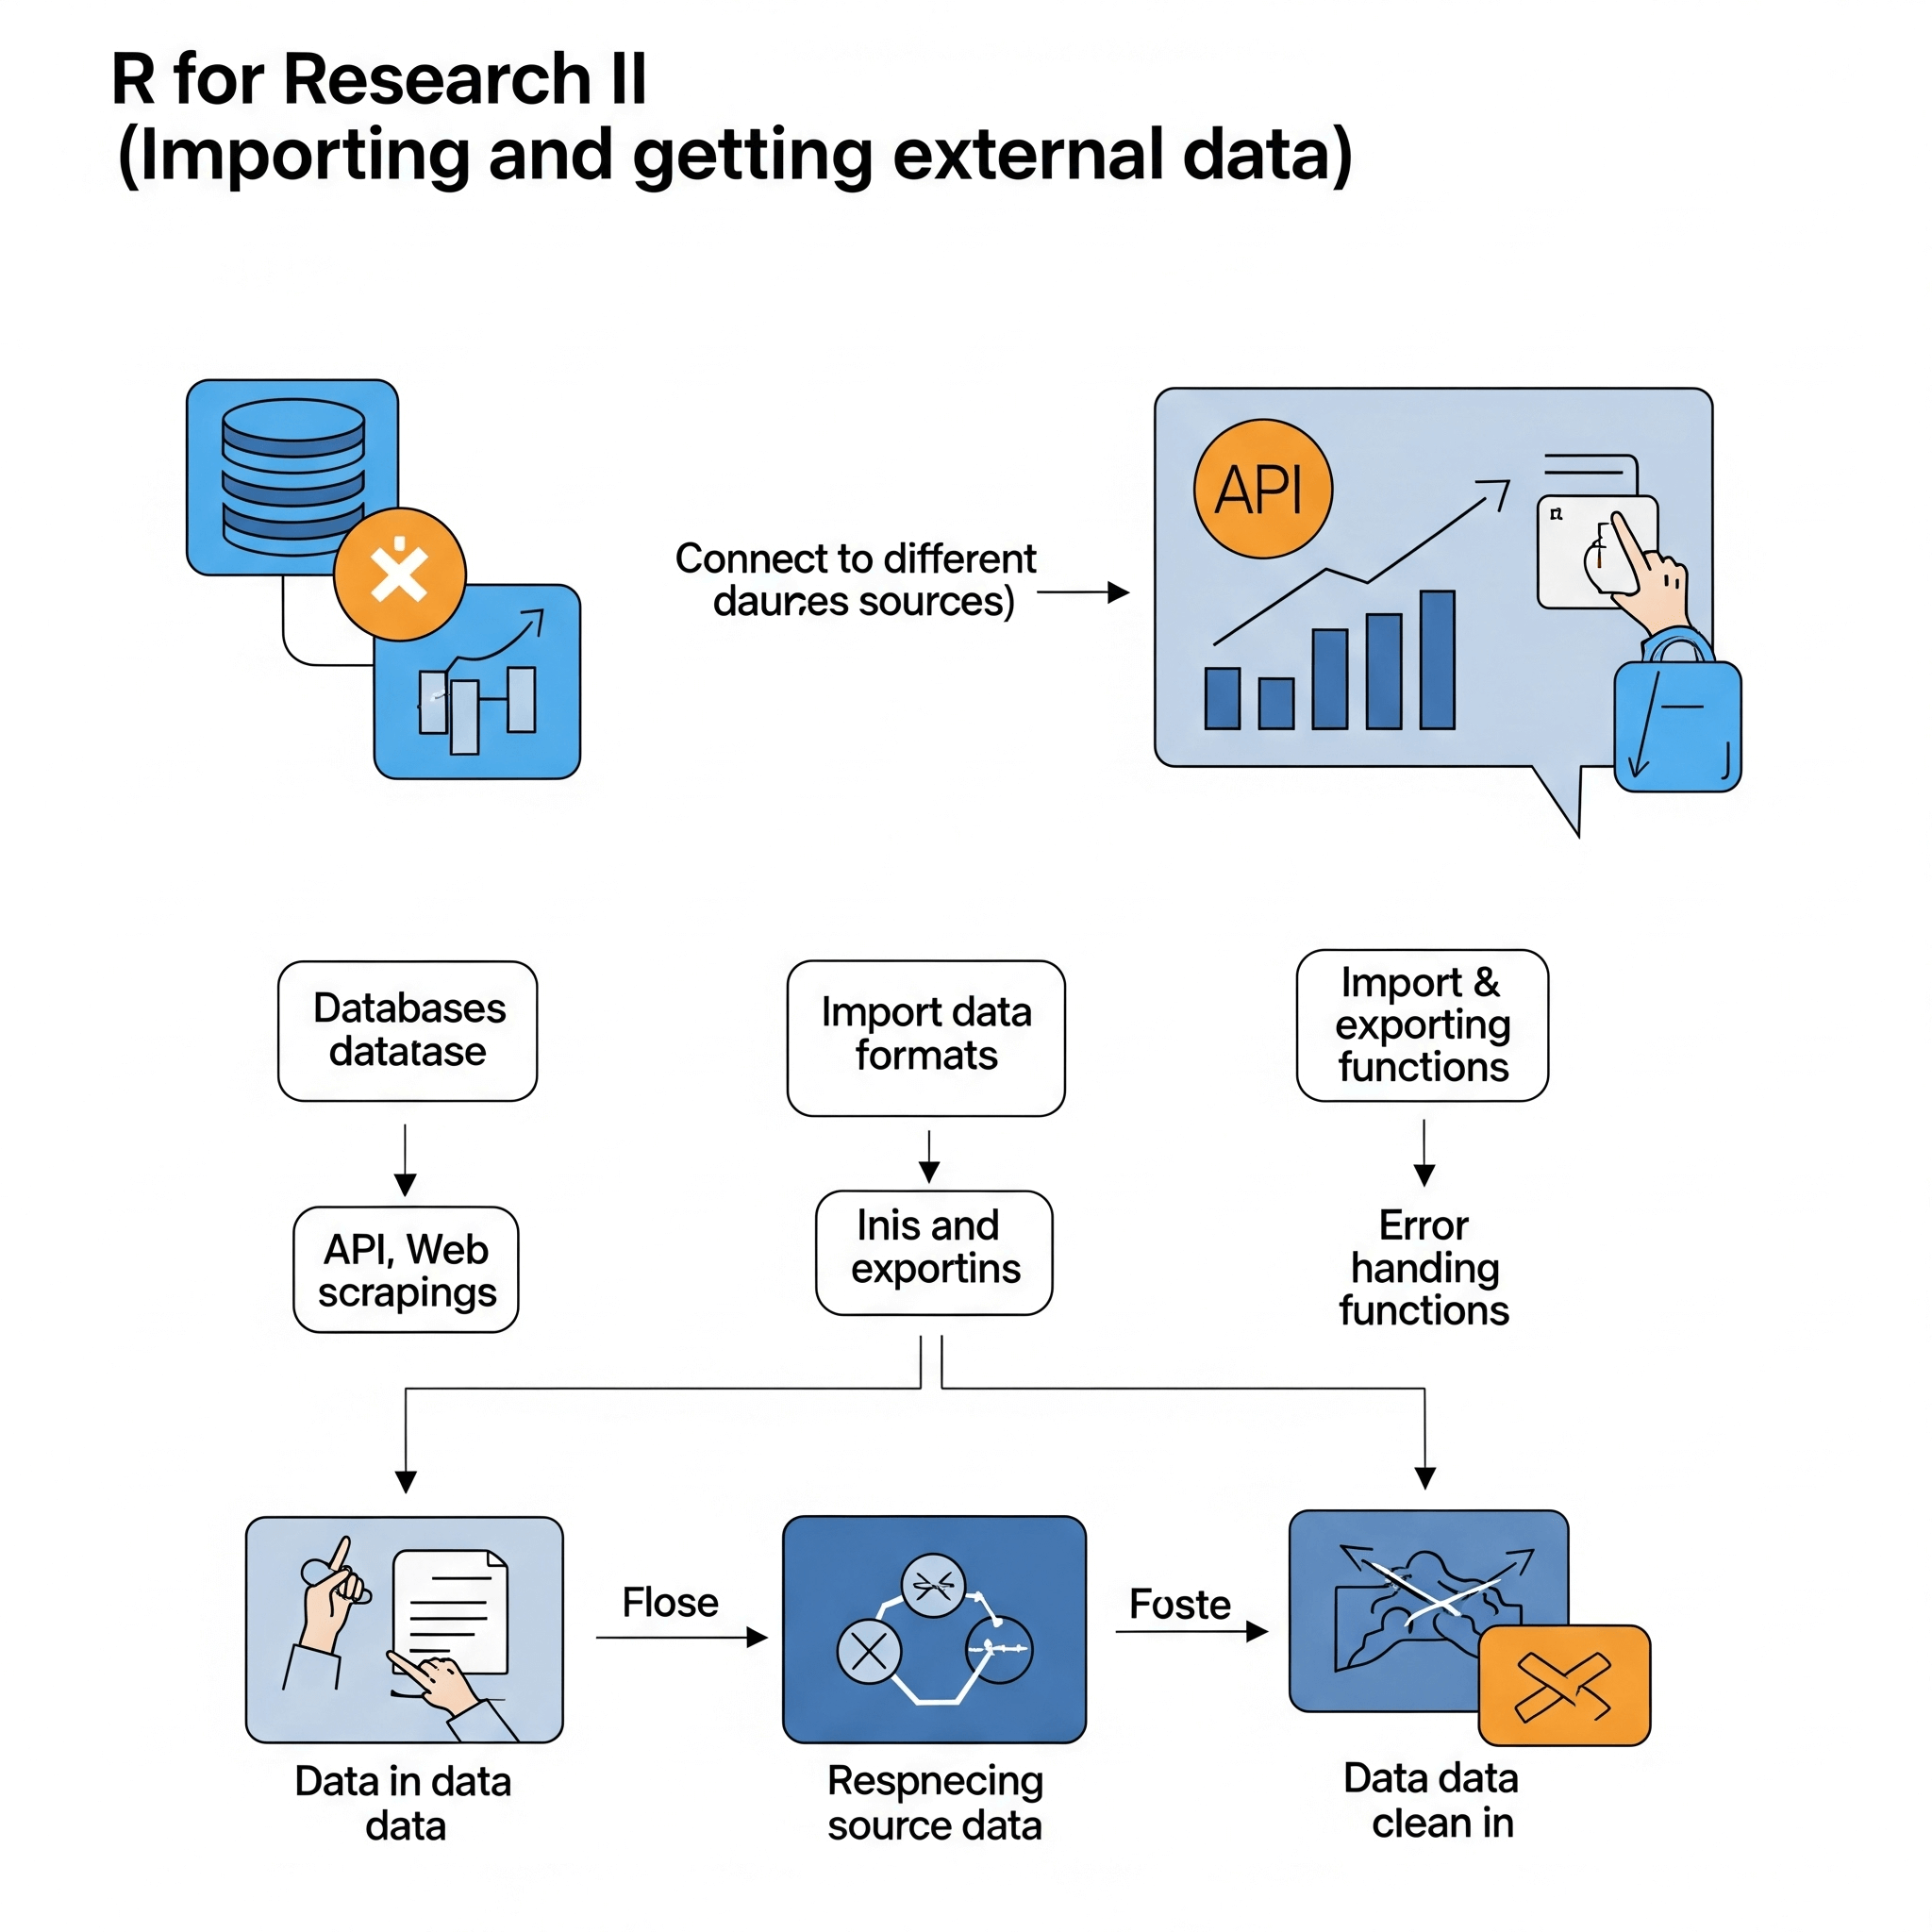 R for Research II
(Importing and getting external data)
API
Connect to different
sources)
Databases
datatase
Import data
formats
Import &
exporting
functions
API, Web
scrapings
Inis and
exportins
Error
handing
functions
Flose
Foste
Data in data
data
Respnecing
source data
Data data
clean in